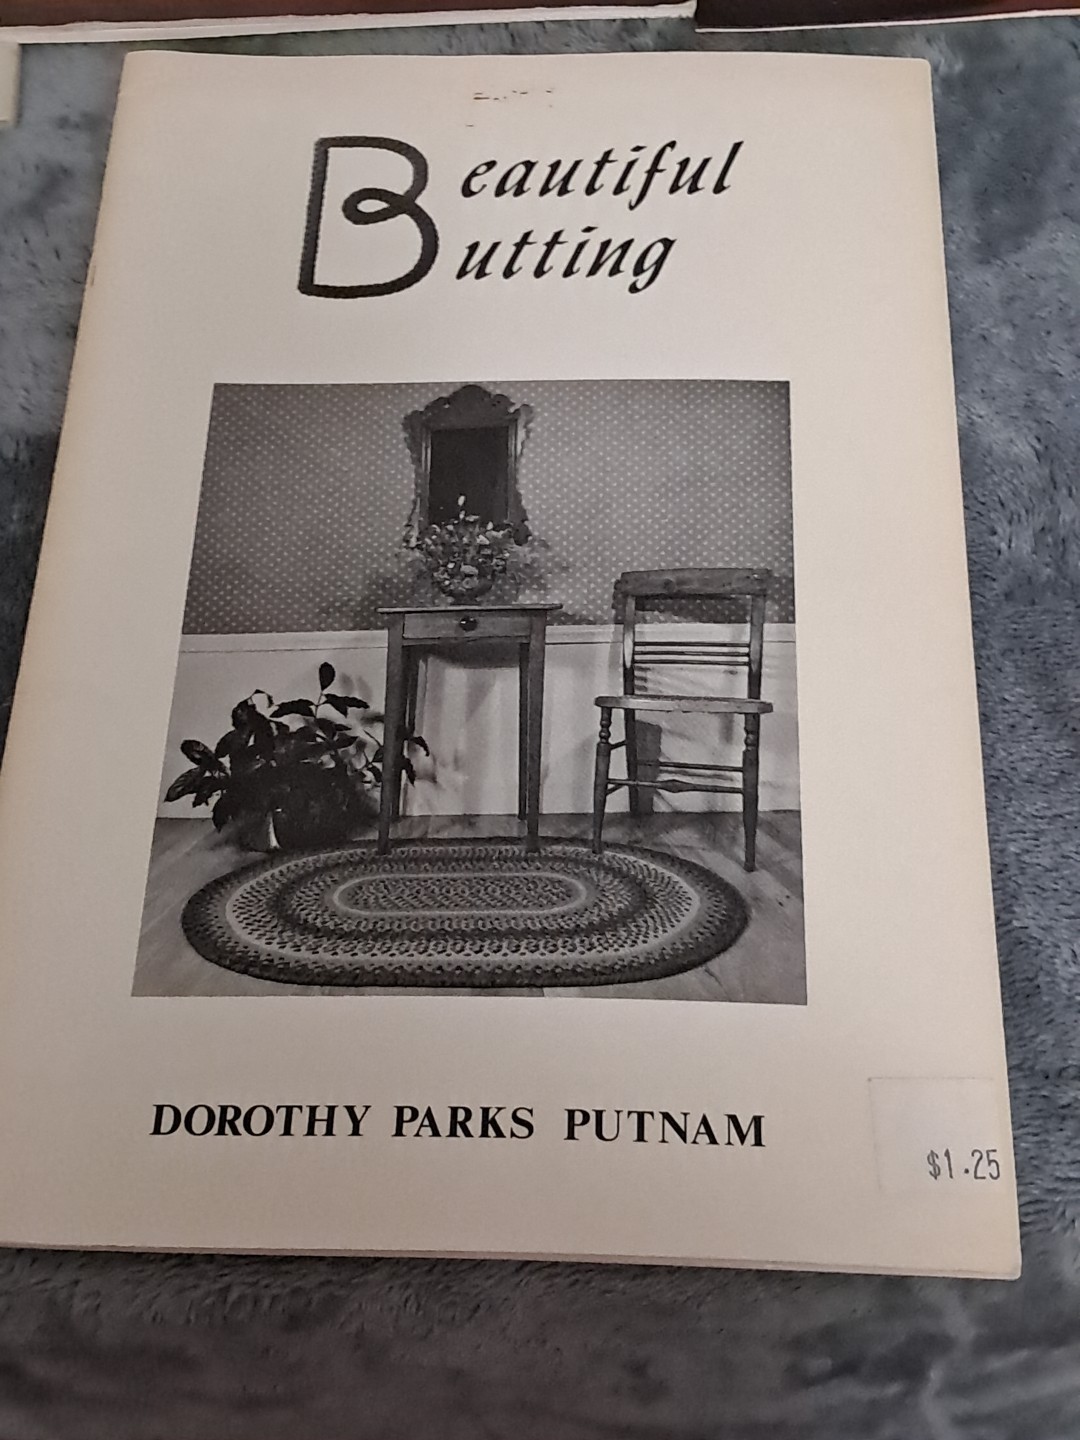 Beautiful
Butting
DOROTHY PARKS PUTNAM
$1.25